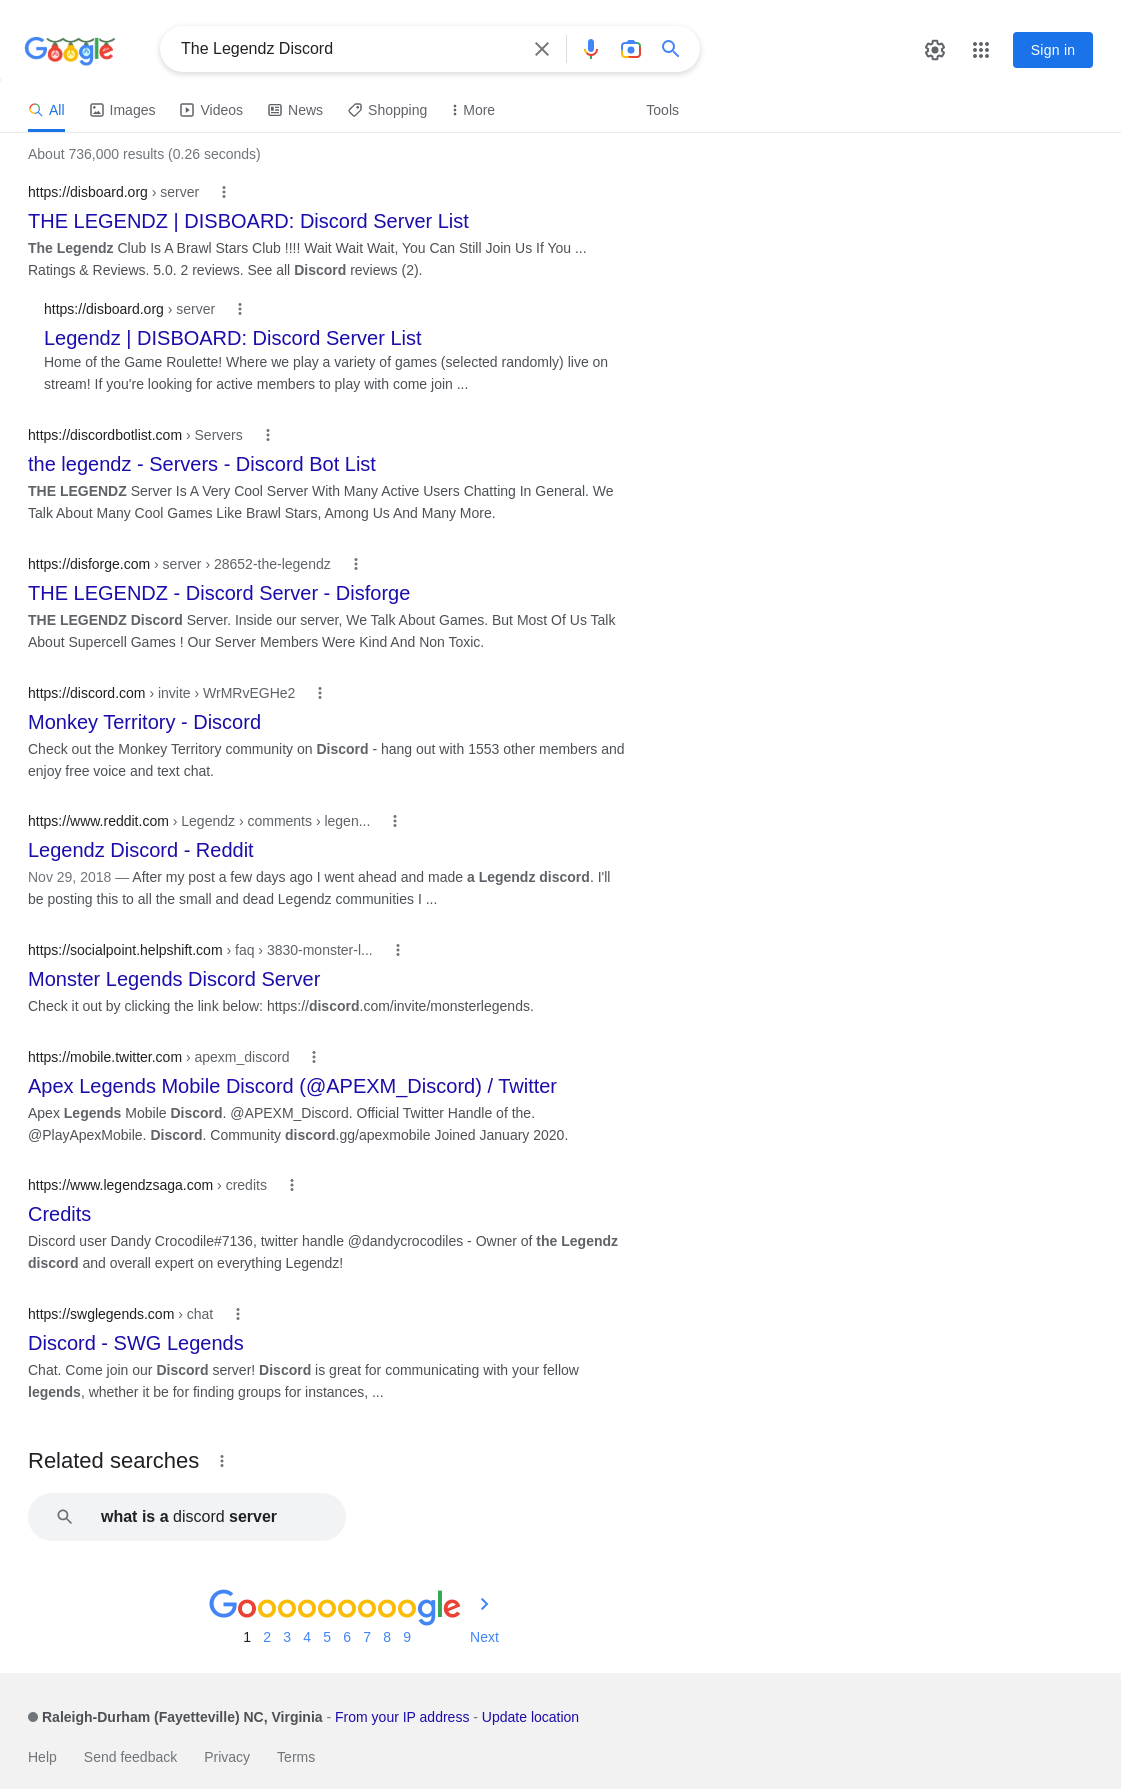 Google
The Legendz Discord
Sign in
All Images Videos News Shopping More Tools
About 736,000 results (0.26 seconds)
https://disboard.org › server
THE LEGENDZ | DISBOARD: Discord Server List
The Legendz Club Is A Brawl Stars Club !!!! Wait Wait Wait, You Can Still Join Us If You ...
Ratings & Reviews. 5.0. 2 reviews. See all Discord reviews (2).
https://disboard.org › server
Legendz | DISBOARD: Discord Server List
Home of the Game Roulette! Where we play a variety of games (selected randomly) live on
stream! If you're looking for active members to play with come join ...
https://discordbotlist.com › Servers
the legendz - Servers - Discord Bot List
THE LEGENDZ Server Is A Very Cool Server With Many Active Users Chatting In General. We
Talk About Many Cool Games Like Brawl Stars, Among Us And Many More.
https://disforge.com › server › 28652-the-legendz
THE LEGENDZ - Discord Server - Disforge
THE LEGENDZ Discord Server. Inside our server, We Talk About Games. But Most Of Us Talk
About Supercell Games ! Our Server Members Were Kind And Non Toxic.
https://discord.com › invite › WrMRvEGHe2
Monkey Territory - Discord
Check out the Monkey Territory community on Discord - hang out with 1553 other members and
enjoy free voice and text chat.
https://www.reddit.com › Legendz › comments › legen...
Legendz Discord - Reddit
Nov 29, 2018 — After my post a few days ago I went ahead and made a Legendz discord. I'll
be posting this to all the small and dead Legendz communities I ...
https://socialpoint.helpshift.com › faq › 3830-monster-l...
Monster Legends Discord Server
Check it out by clicking the link below: https://discord.com/invite/monsterlegends.
https://mobile.twitter.com › apexm_discord
Apex Legends Mobile Discord (@APEXM_Discord) / Twitter
Apex Legends Mobile Discord. @APEXM_Discord. Official Twitter Handle of the.
@PlayApexMobile. Discord. Community discord.gg/apexmobile Joined January 2020.
https://www.legendzsaga.com › credits
Credits
Discord user Dandy Crocodile#7136, twitter handle @dandycrocodiles - Owner of the Legendz
discord and overall expert on everything Legendz!
https://swglegends.com › chat
Discord - SWG Legends
Chat. Come join our Discord server! Discord is great for communicating with your fellow
legends, whether it be for finding groups for instances, ...
Related searches
what is a discord server
Gooooooooogle
1 2 3 4 5 6 7 8 9 Next
Raleigh-Durham (Fayetteville) NC, Virginia - From your IP address - Update location
Help Send feedback Privacy Terms